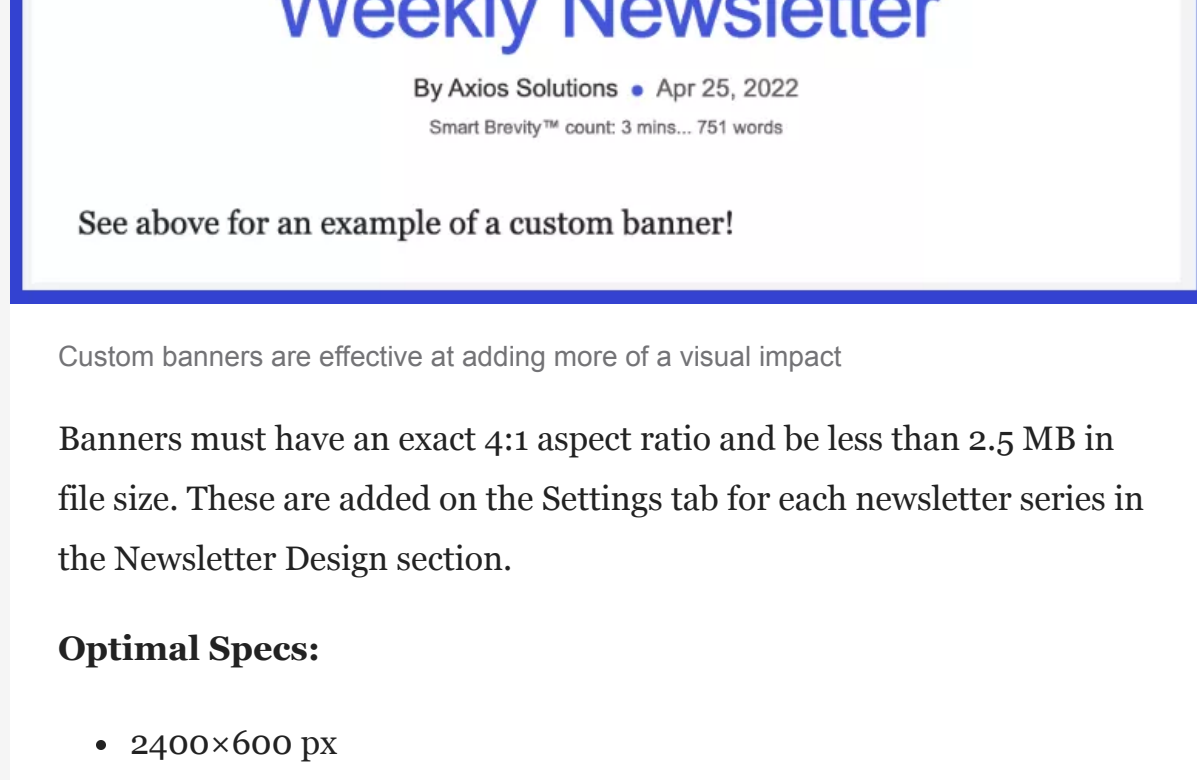 Weekly Newsletter
By Axios Solutions • Apr 25, 2022
Smart Brevity™ count: 3 mins... 751 words
See above for an example of a custom banner!
Custom banners are effective at adding more of a visual impact
Banners must have an exact 4:1 aspect ratio and be less than 2.5 MB in
file size. These are added on the Settings tab for each newsletter series in
the Newsletter Design section.
Optimal Specs:
• 2400×600 px